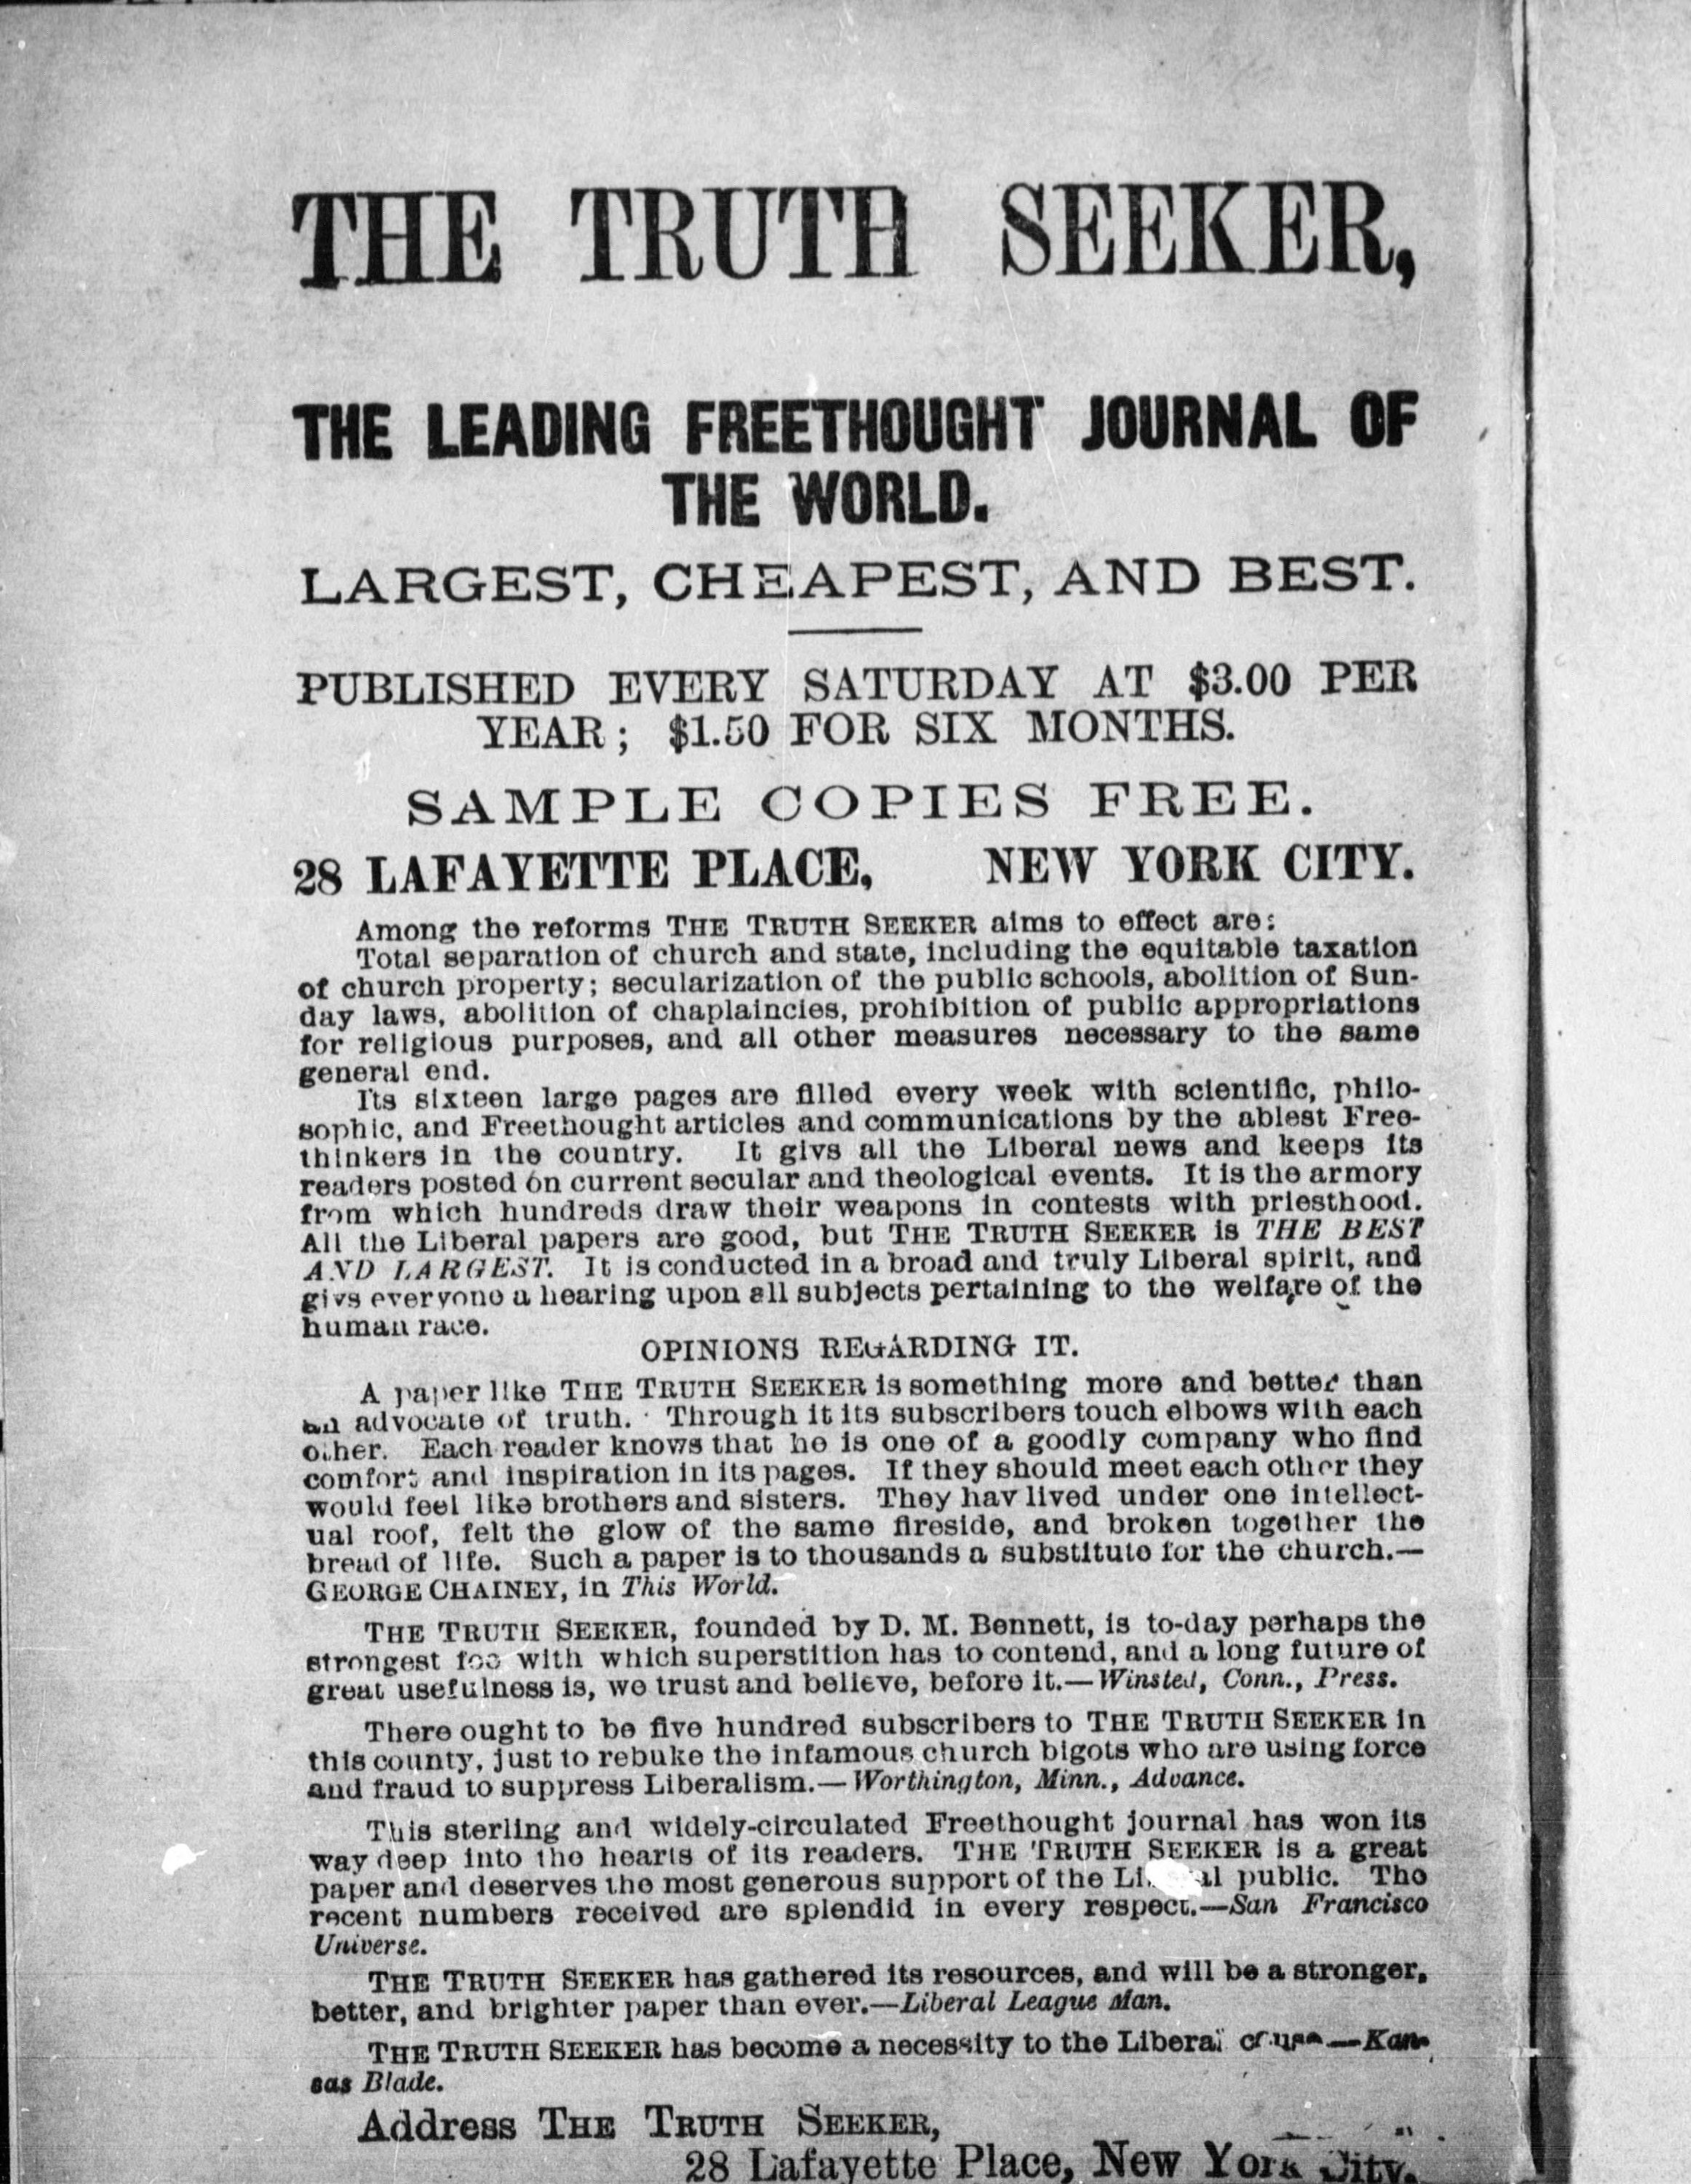 THE TRUTH SEEKER,
THE LEADING FREETHOUGHT JOURNAL OF
THE WORLD.
LARGEST, CHEAPEST, AND BEST.
PUBLISHED EVERY SATURDAY AT $3.00 PER
YEAR; $1.50 FOR SIX MONTHS.
SAMPLE COPIES FREE.
28 LAFAYETTE PLACE, NEW YORK CITY.
Among the reforms THE TRUTH SEEKER aims to effect are:
Total separation of church and state, including the equitable taxation
of church property; secularization of the public schools, abolition of Sun-
day laws, abolition of chaplaincies, prohibition of public appropriations
for religious purposes, and all other measures necessary to the same
general end.
Its sixteen large pages are filled every week with scientific, philo-
sophic, and Freethought articles and communications by the ablest Free-
thinkers in the country. It givs all the Liberal news and keeps its
readers posted on current secular and theological events. It is the armory
from which hundreds draw their weapons in contests with priesthood.
All the Liberal papers are good, but THE TRUTH SEEKER is THE BEST
AND LARGEST. It is conducted in a broad and truly Liberal spirit, and
givs everyone a hearing upon all subjects pertaining to the welfare of the
human race.
OPINIONS REGARDING IT.
A paper like THE TRUTH SEEKER is something more and better than
an advocate of truth. Through it its subscribers touch elbows with each
other. Each reader knows that he is one of a goodly company who find
comfort and inspiration in its pages. If they should meet each other they
would feel like brothers and sisters. They hav lived under one intellect-
ual roof, felt the glow of the same fireside, and broken together the
bread of life. Such a paper is to thousands a substitute for the church.—
GEORGE CHAINEY, in This World.
THE TRUTH SEEKER, founded by D. M. Bennett, is to-day perhaps the
strongest foe with which superstition has to contend, and a long future of
great usefulness is, we trust and believe, before it.—Winsted, Conn., Press.
There ought to be five hundred subscribers to THE TRUTH SEEKER in
this county, just to rebuke the infamous church bigots who are using force
and fraud to suppress Liberalism.—Worthington, Minn., Advance.
This sterling and widely-circulated Freethought journal has won its
way deep into the hearts of its readers. THE TRUTH SEEKER is a great
paper and deserves the most generous support of the Liberal public. The
recent numbers received are splendid in every respect.—San Francisco
Universe.
THE TRUTH SEEKER has gathered its resources, and will be a stronger,
better, and brighter paper than ever.—Liberal League Man.
THE TRUTH SEEKER has become a necessity to the Liberal cause—Kan-
sas Blade.
Address THE TRUTH SEEKER,
28 Lafayette Place, New York City.